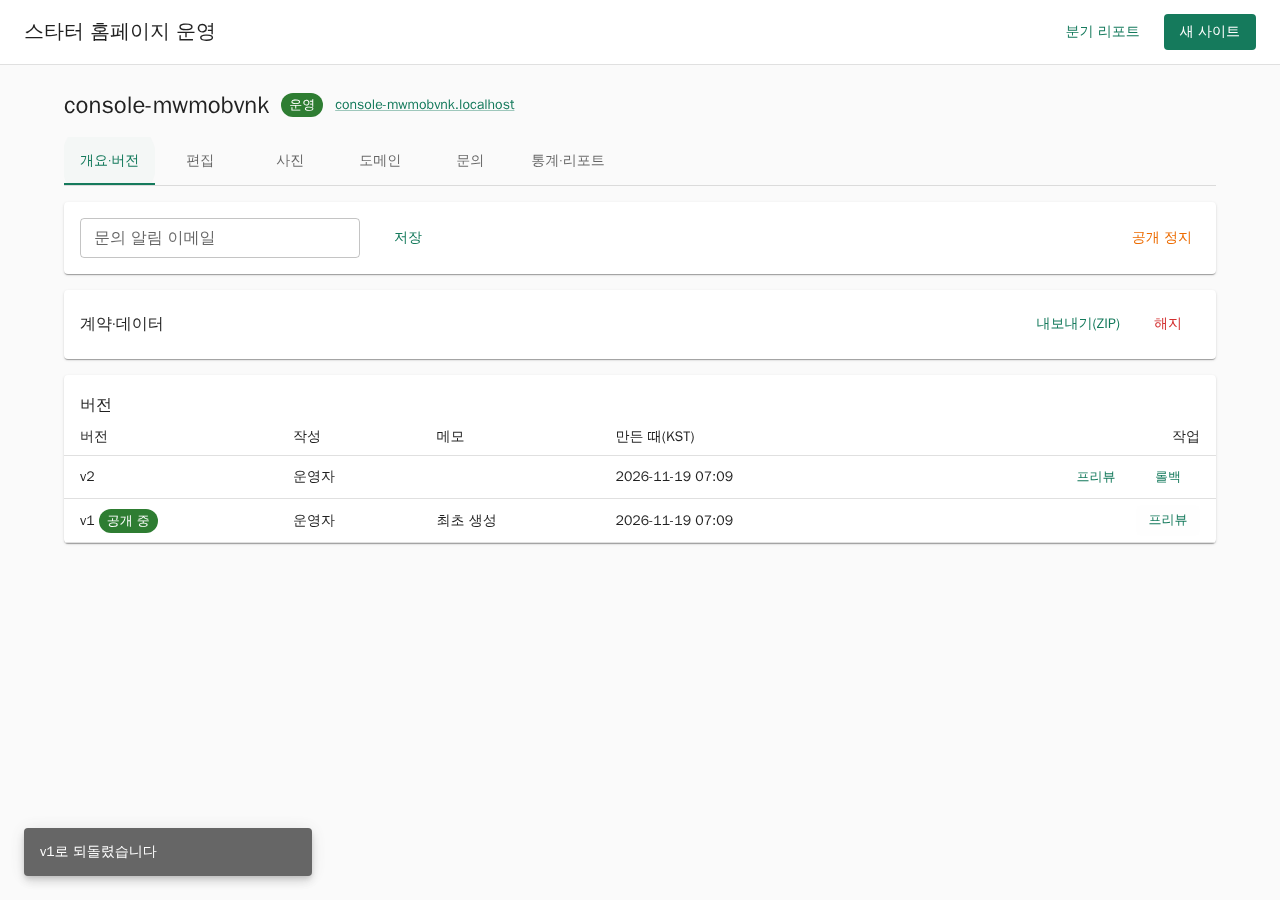 스타터 홈페이지 운영 분기 리포트 새 사이트
console-mwmobvnk 운영 console-mwmobvnk.localhost
개요·버전 편집 사진 도메인 문의 통계·리포트
문의 알림 이메일 저장 공개 정지
계약·데이터 내보내기(ZIP) 해지
버전
버전 작성 메모 만든 때(KST) 작업
v2 운영자 2026-11-19 07:09 프리뷰 롤백
v1 공개 중 운영자 최초 생성 2026-11-19 07:09 프리뷰
v1로 되돌렸습니다